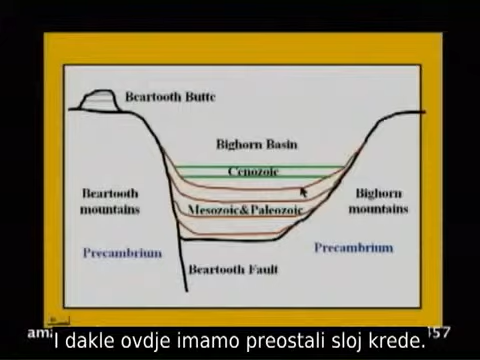 Beartooth Butte
Bighorn Basin
Cenozoic
Beartooth
mountains
Bighorn
mountains
Mesozoic&Paleozoic
Precambrium
Precambrium
Beartooth Fault
I dakle ovdje imamo preostali sloj krede.